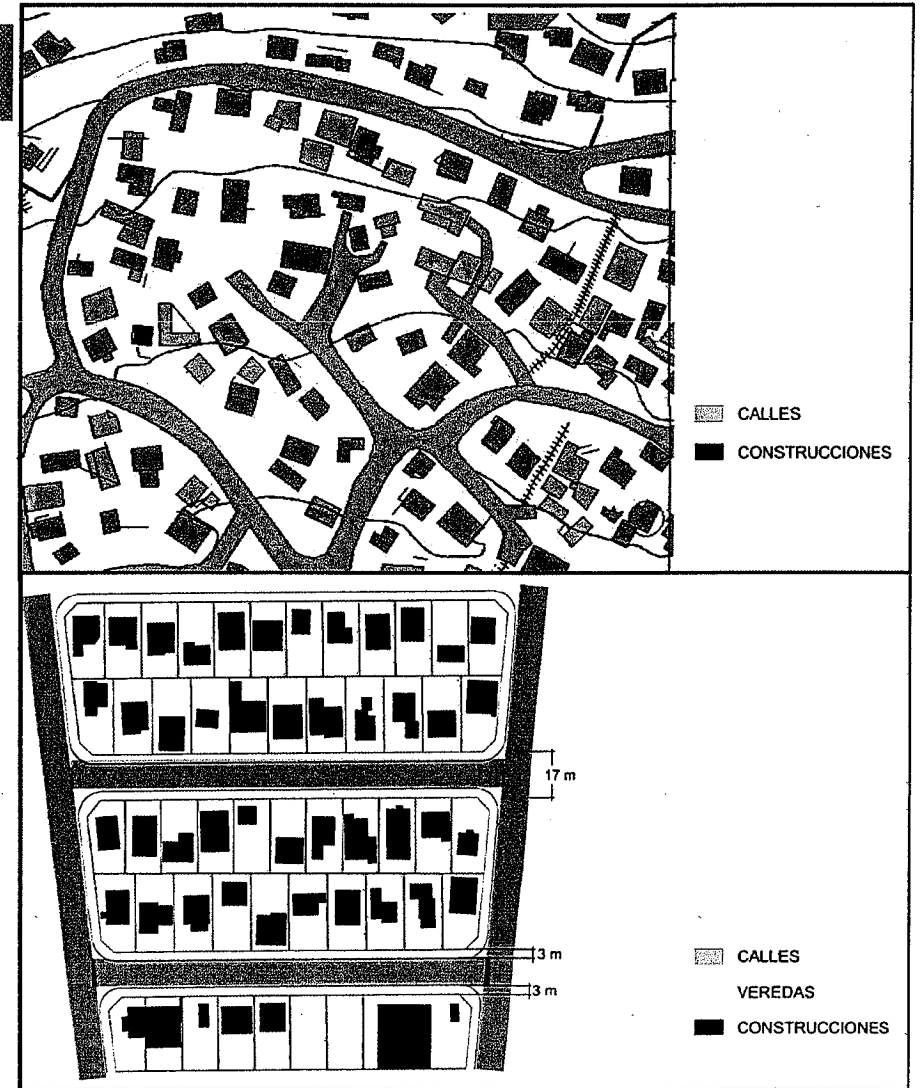 CALLES
CONSTRUCCIONES
17 m
3 m
3 m
CALLES
VEREDAS
CONSTRUCCIONES